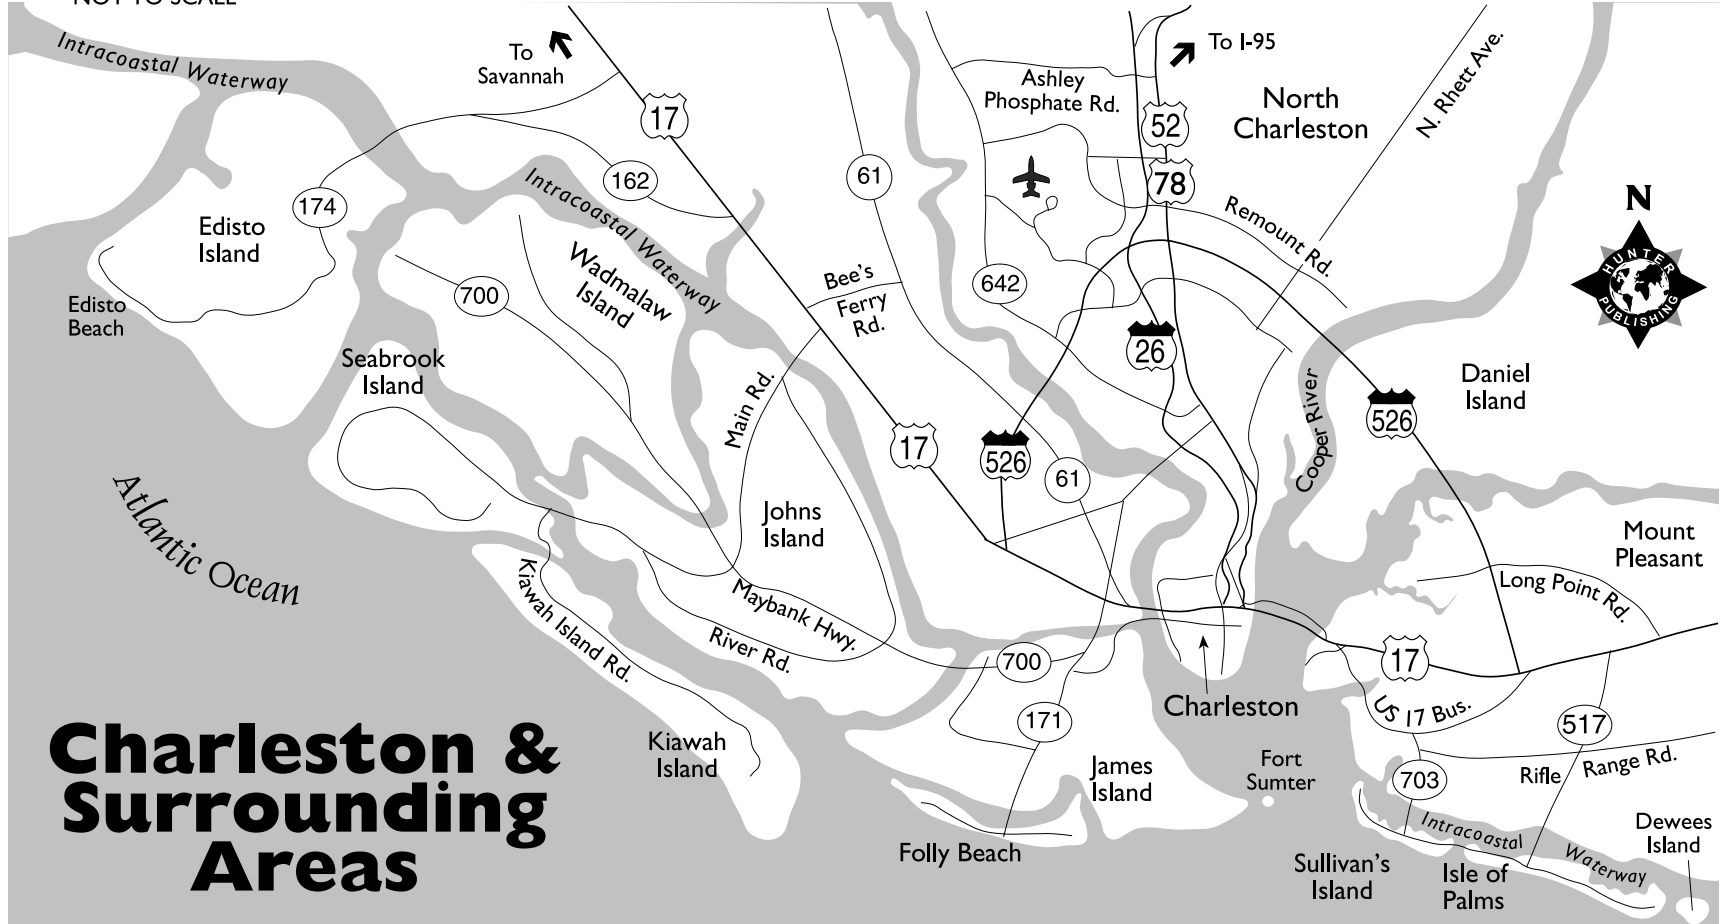 NOT TO SCALE
Intracoastal Waterway
To
Savannah
To I-95
Ashley
Phosphate Rd.
North
Charleston
N. Rhett Ave.
17
52
61
162
78
174
Intracoastal Waterway
Remount Rd.
N
Edisto
Island
Wadmalaw
Island
Bee's
Ferry
Rd.
HUNTER
PUBLISHING
700
642
Edisto
Beach
Seabrook
Island
26
Main Rd.
Cooper River
Daniel
Island
526
17
526
61
Atlantic Ocean
Johns
Island
Mount
Pleasant
Kiawah Island Rd.
Maybank Hwy.
Long Point Rd.
River Rd.
700
17
Charleston
US 17 Bus.
171
517
Charleston &
Surrounding
Areas
Kiawah
Island
James
Island
Fort
Sumter
703
Rifle Range Rd.
Folly Beach
Intracoastal Waterway
Dewees
Island
Sullivan's
Island
Isle of
Palms